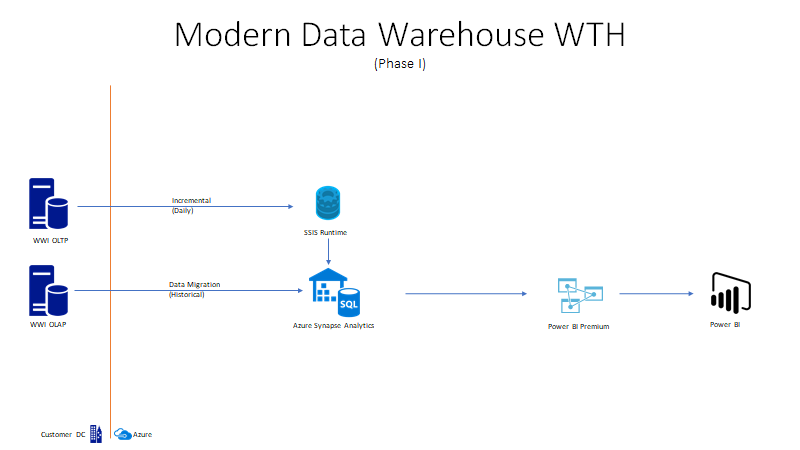 Modern Data Warehouse WTH
(Phase I)
Incremental
(Daily)
WWI OLTP
SSIS Runtime
Data Migration
(Historical)
SQL
WWI OLAP
Azure Synapse Analytics
Power BI Premium
Power BI
Customer DC
Azure